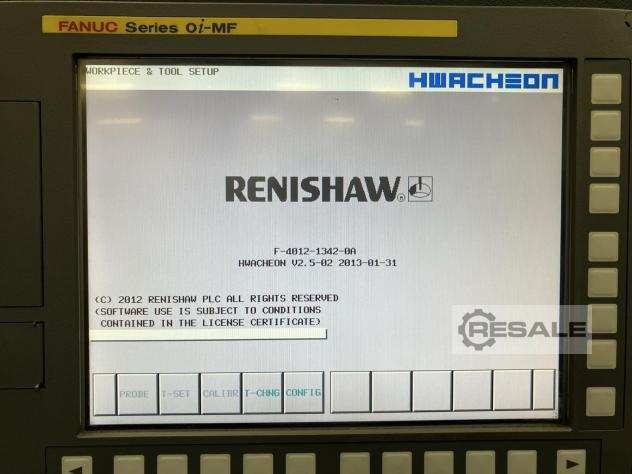 FANUC Series 0i-MF
WORKPIECE & TOOL SETUP
HWACHEON
RENISHAW
F-4012-1342-0A
HWACHEON V2.5-02 2013-01-31
(C) 2012 RENISHAW PLC ALL RIGHTS RESERVED
(SOFTWARE USE IS SUBJECT TO CONDITIONS
CONTAINED IN THE LICENSE CERTIFICATE)
RESALE
PROBE T-SET CALIBR T-CHNG CONFIG